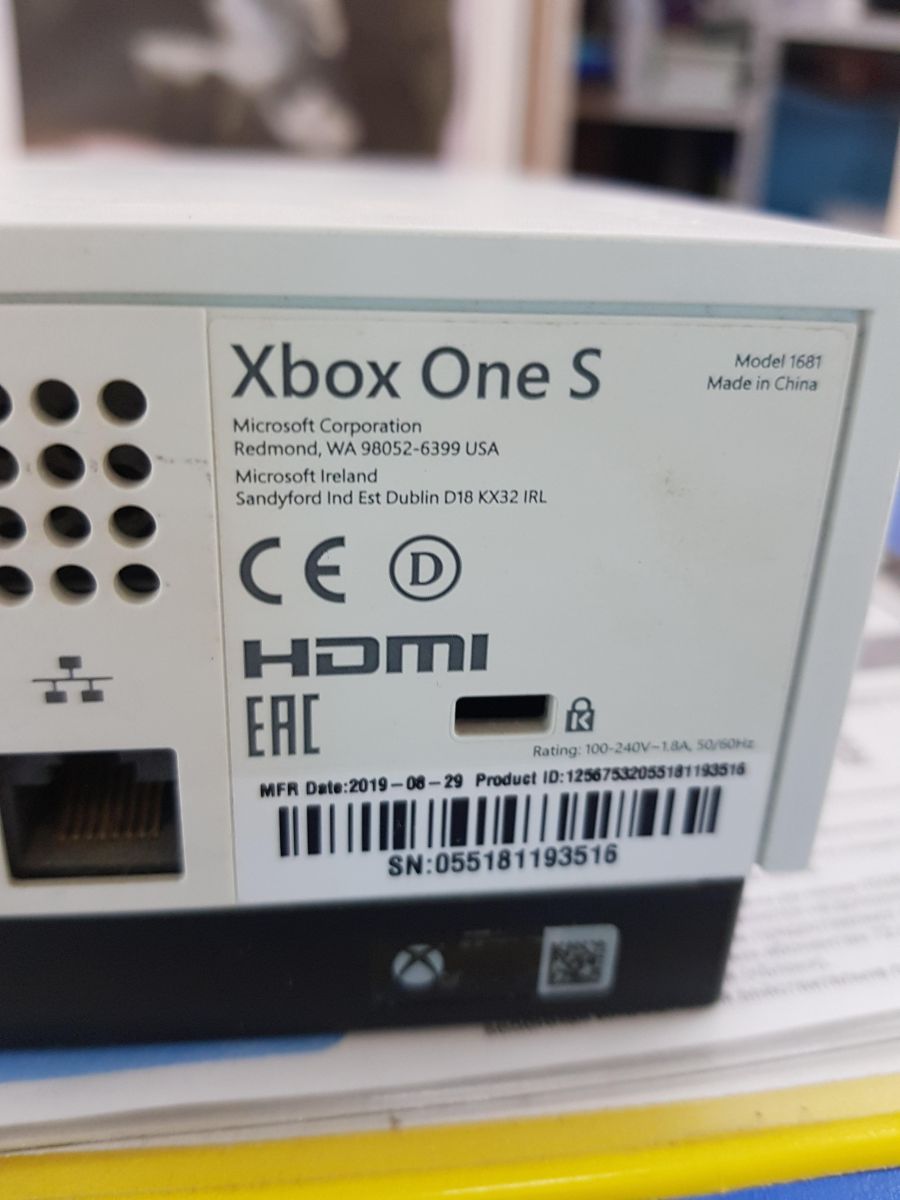 Xbox One S
Model 1681
Made in China
Microsoft Corporation
Redmond, WA 98052-6399 USA
Microsoft Ireland
Sandyford Ind Est Dublin D18 KX32 IRL
CE D
HDMI
EAC
K
Rating: 100-240V~1.8A, 50/60Hz
MFR Date:2019-08-29 Product ID:12567532055181193516
SN:055181193516